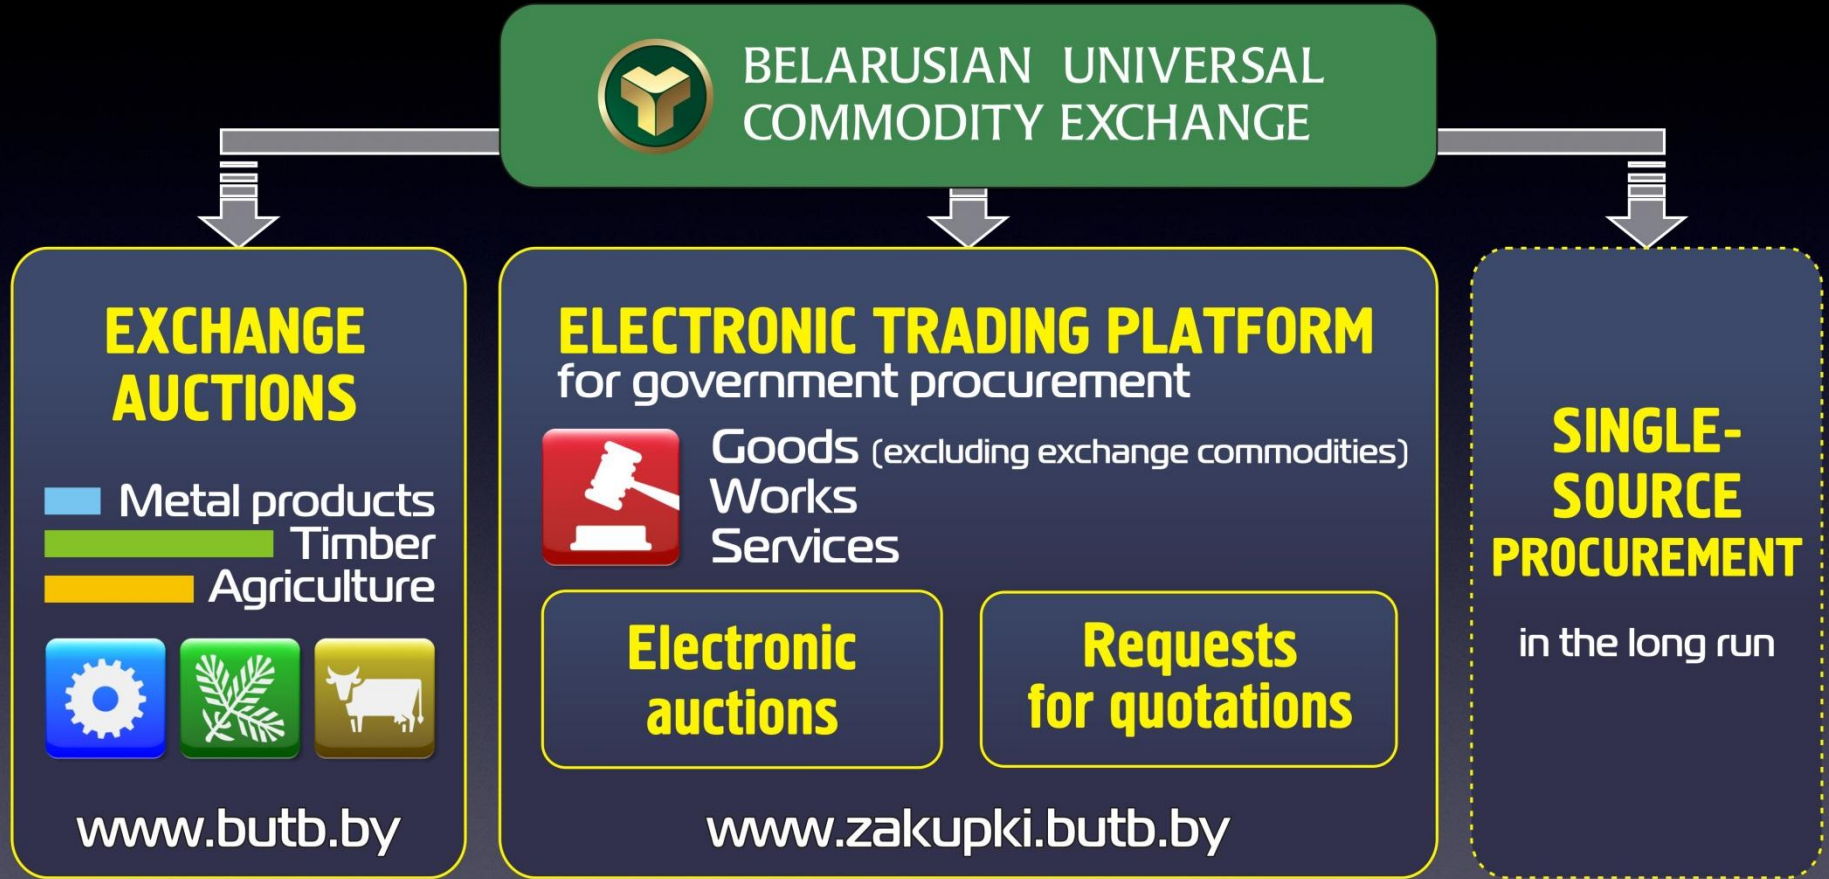 BELARUSIAN UNIVERSAL
COMMODITY EXCHANGE
EXCHANGE
AUCTIONS
Metal products
Timber
Agriculture
www.butb.by
ELECTRONIC TRADING PLATFORM
for government procurement
Goods (excluding exchange commodities)
Works
Services
Electronic
auctions
Requests
for quotations
www.zakupki.butb.by
SINGLE-
SOURCE
PROCUREMENT
in the long run